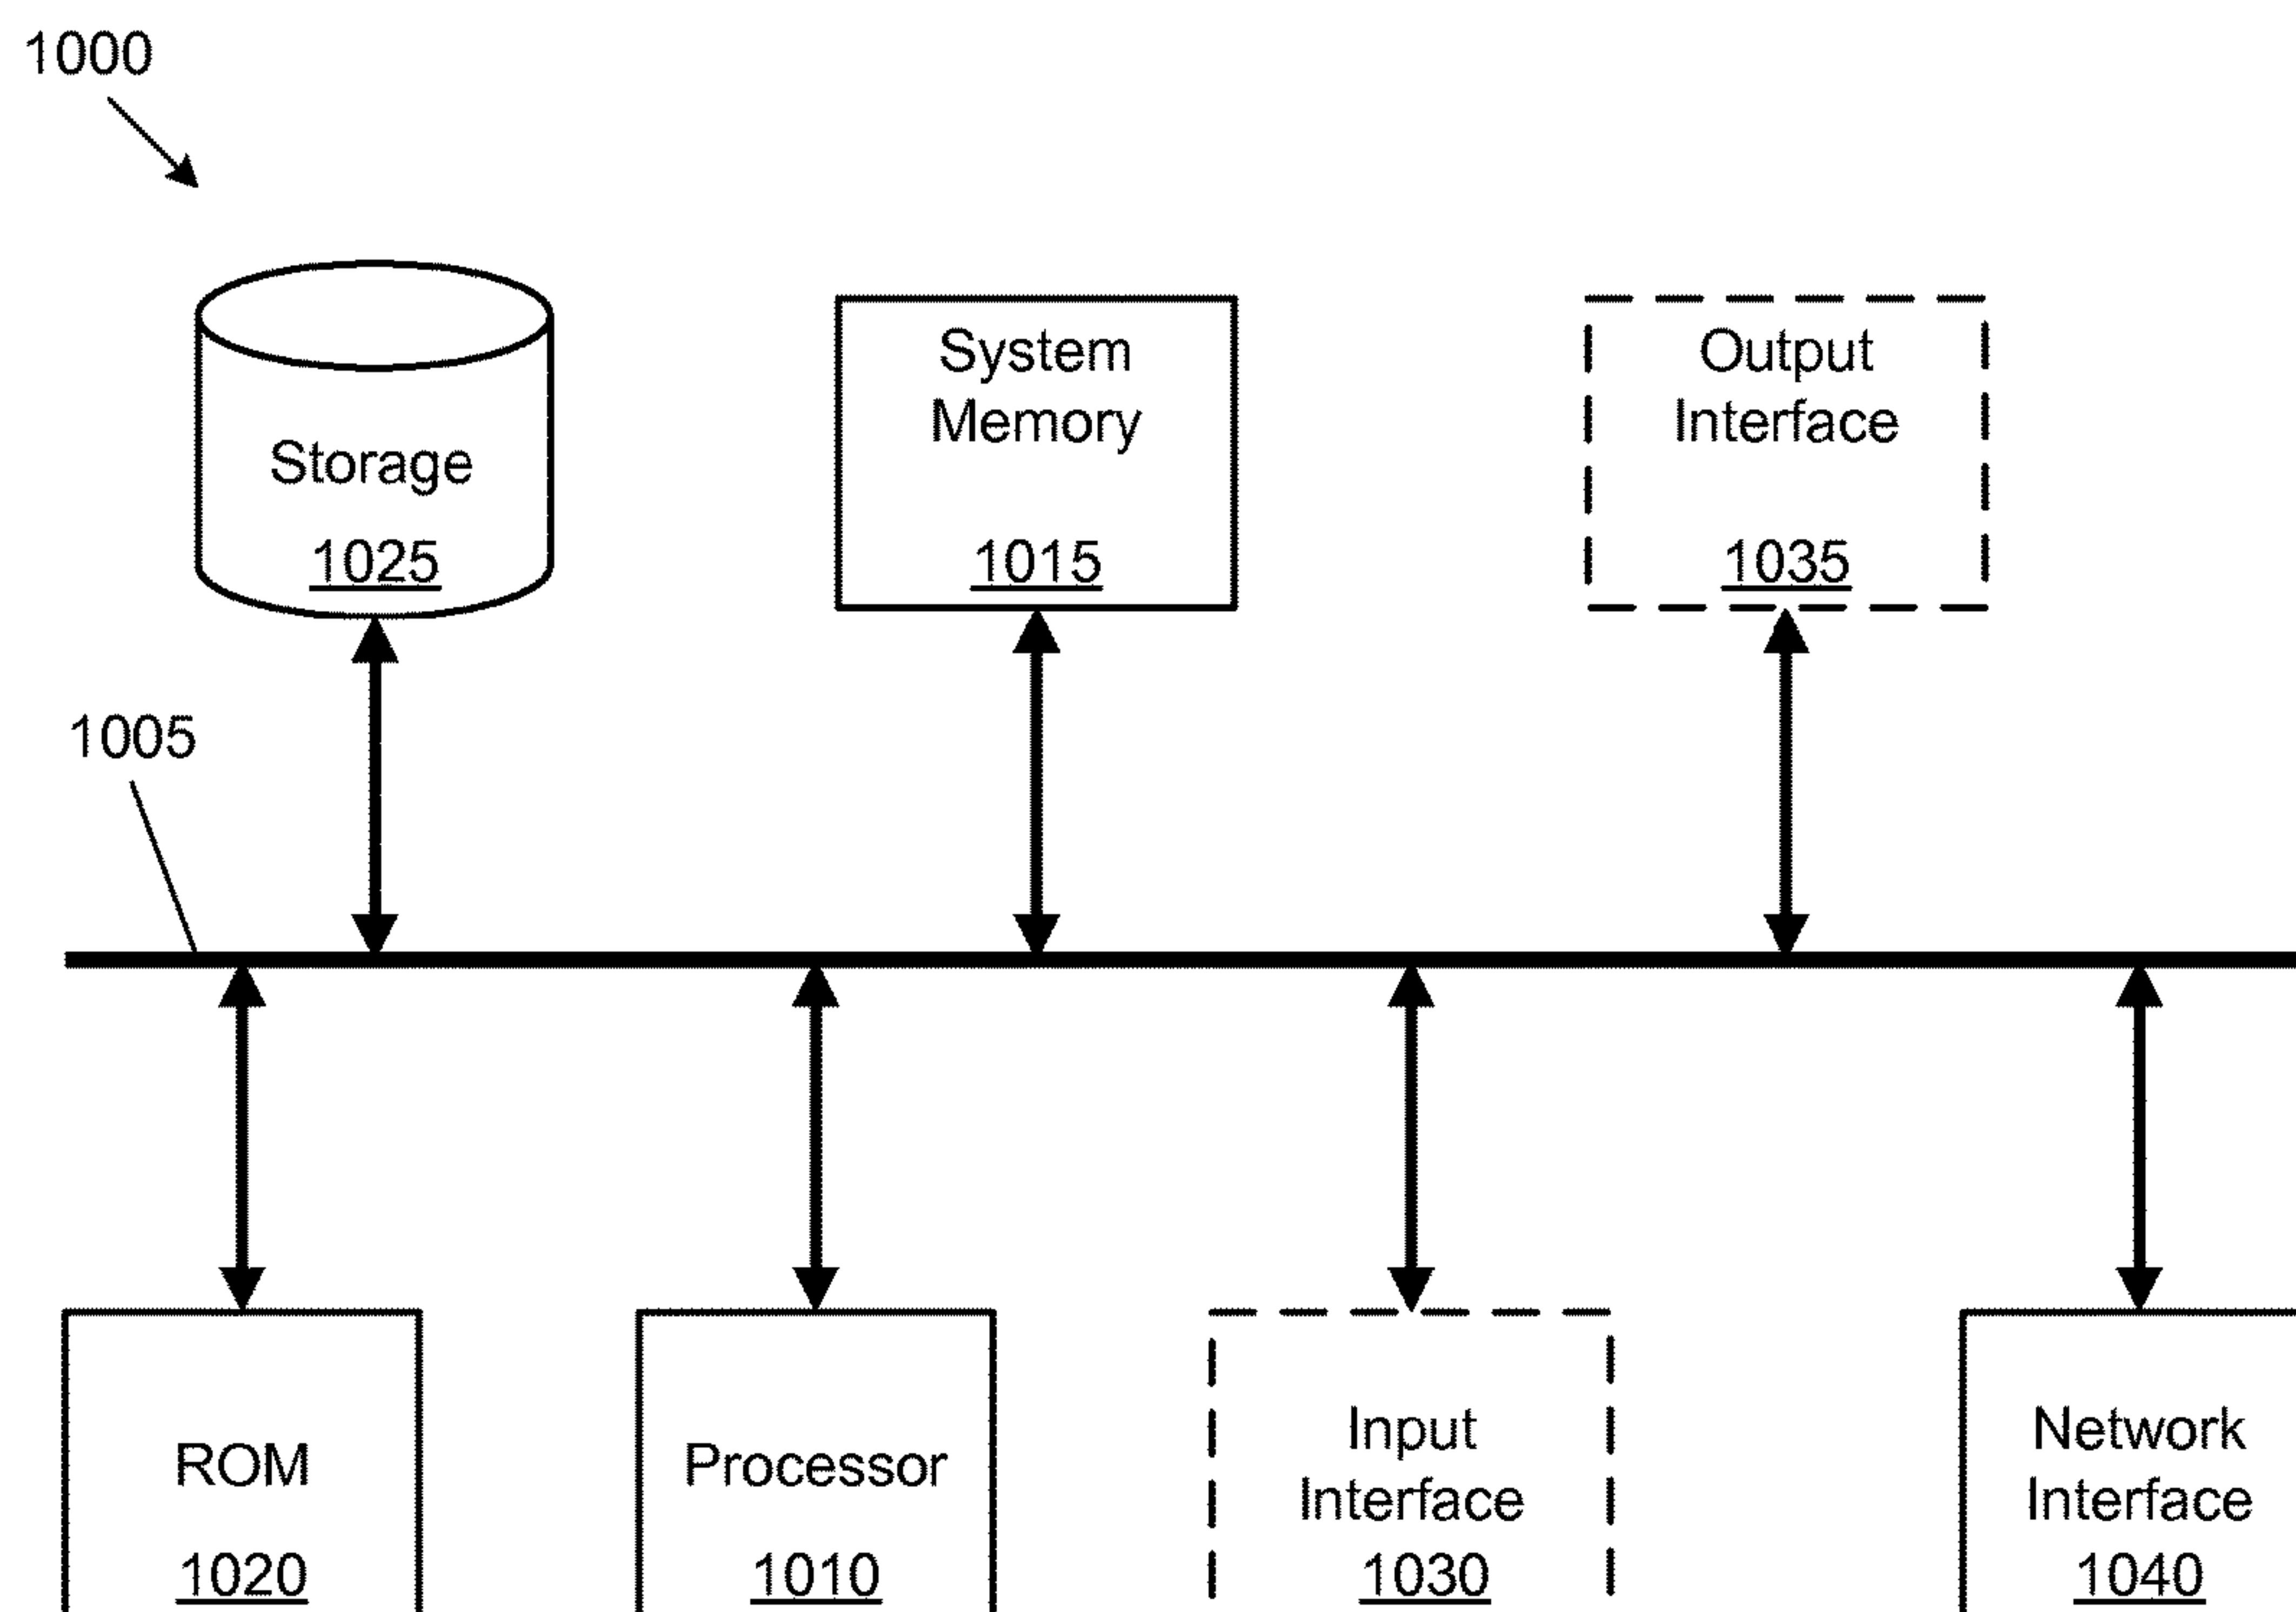 1000
Storage
1025
System
Memory
1015
Output
Interface
1035
1005
ROM
1020
Processor
1010
Input
Interface
1030
Network
Interface
1040